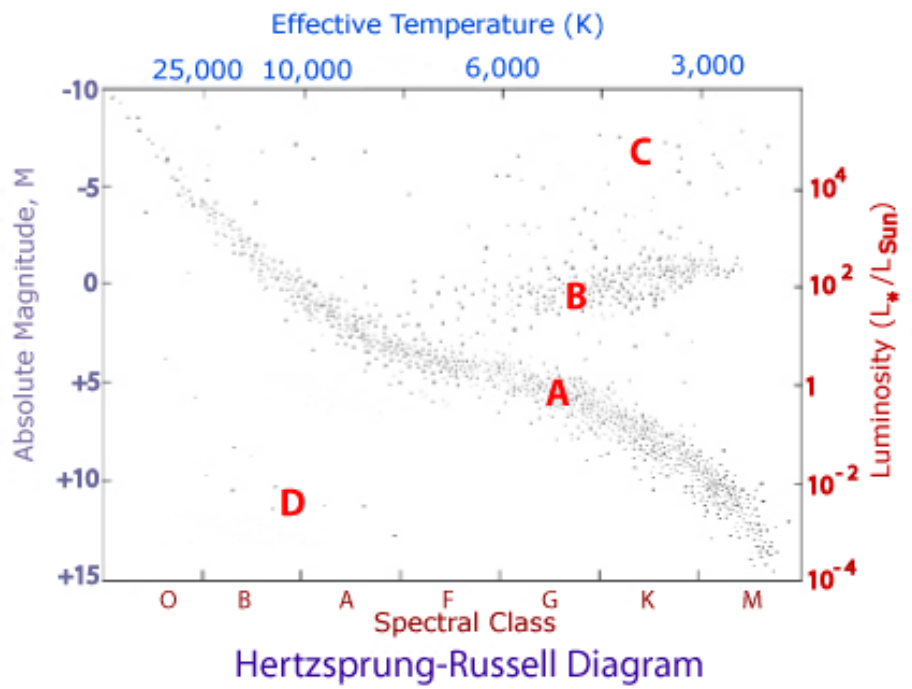 Effective Temperature (K)
25,000 10,000 6,000 3,000
-10
-5
0
+5
+10
+15
Absolute Magnitude, M
A
B
C
D
10⁴
10²
1
10⁻²
10⁻⁴
Luminosity (L*/LSun)
O B A F G K M
Spectral Class
Hertzsprung-Russell Diagram